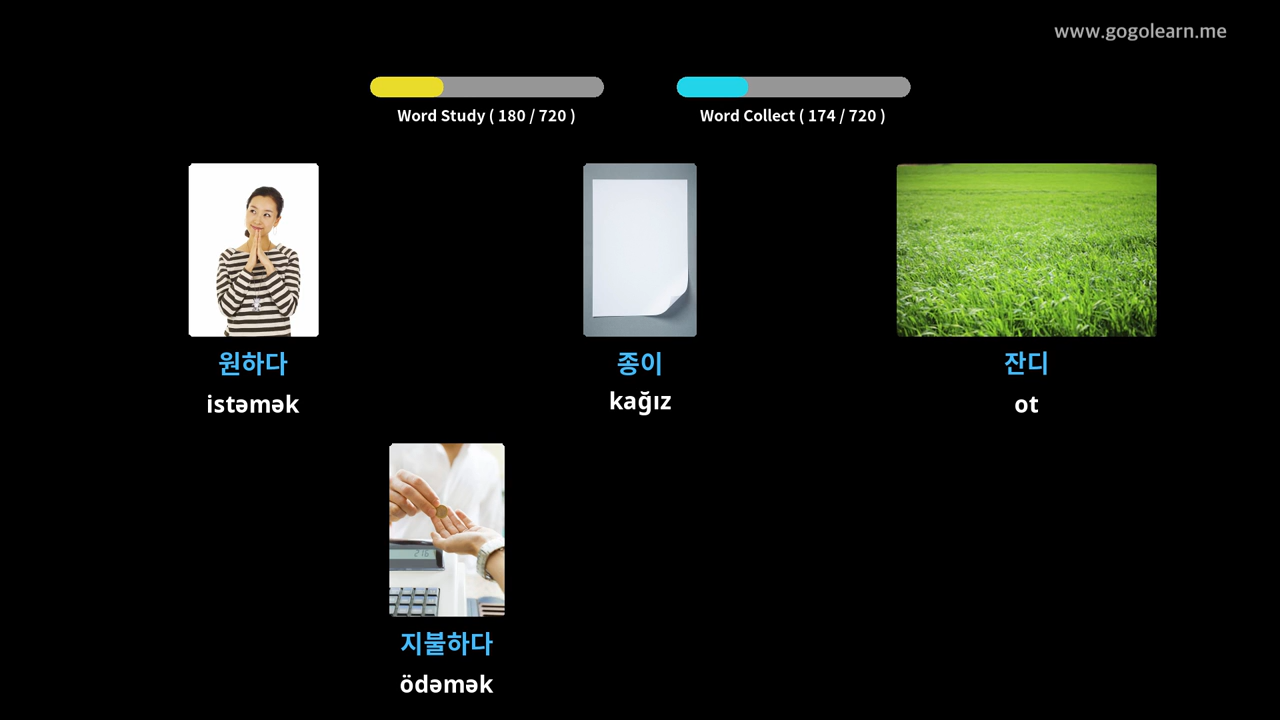 www.gogolearn.me
Word Study ( 180 / 720 )
Word Collect ( 174 / 720 )
원하다
istəmək
종이
kağız
잔디
ot
216
지불하다
ödəmək